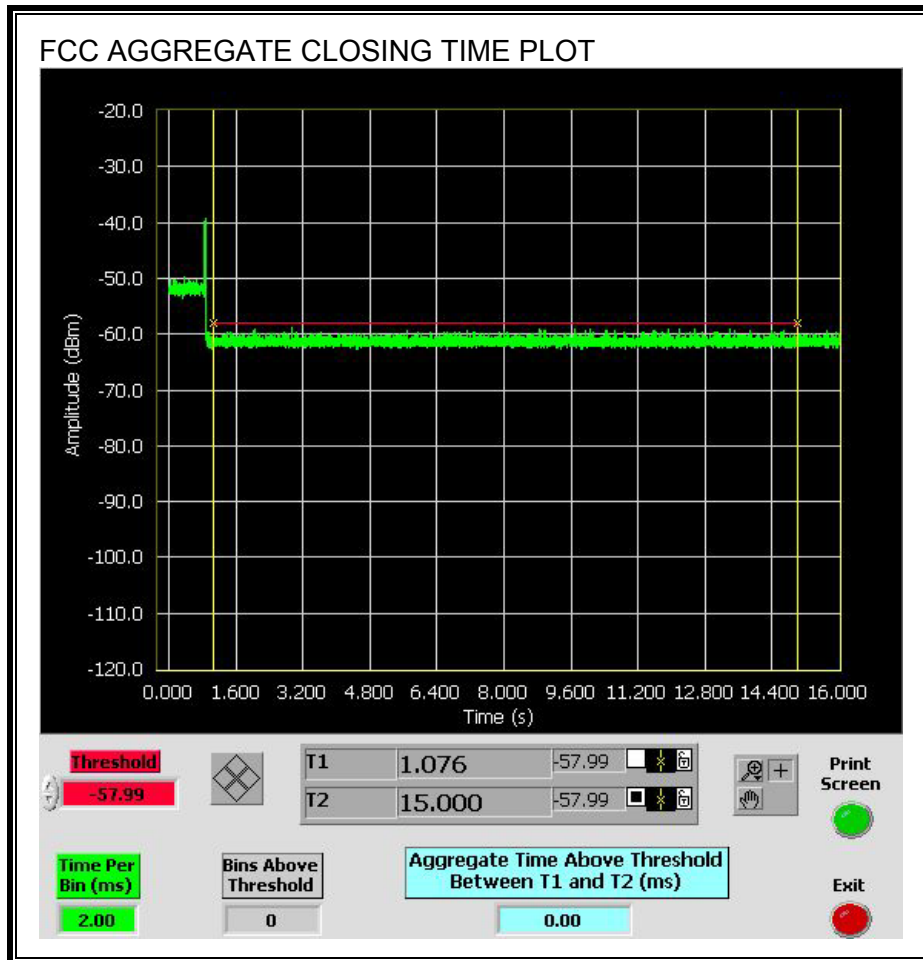 FCC AGGREGATE CLOSING TIME PLOT
-20.0
-30.0
-40.0
-50.0
-60.0
-70.0
-80.0
-90.0
-100.0
-110.0
-120.0
Amplitude (dBm)
0.000 1.600 3.200 4.800 6.400 8.000 9.600 11.200 12.800 14.400 16.000
Time (s)
Threshold
-57.99
T1 1.076 -57.99
T2 15.000 -57.99
Print
Screen
Time Per
Bin (ms)
2.00
Bins Above
Threshold
0
Aggregate Time Above Threshold
Between T1 and T2 (ms)
0.00
Exit